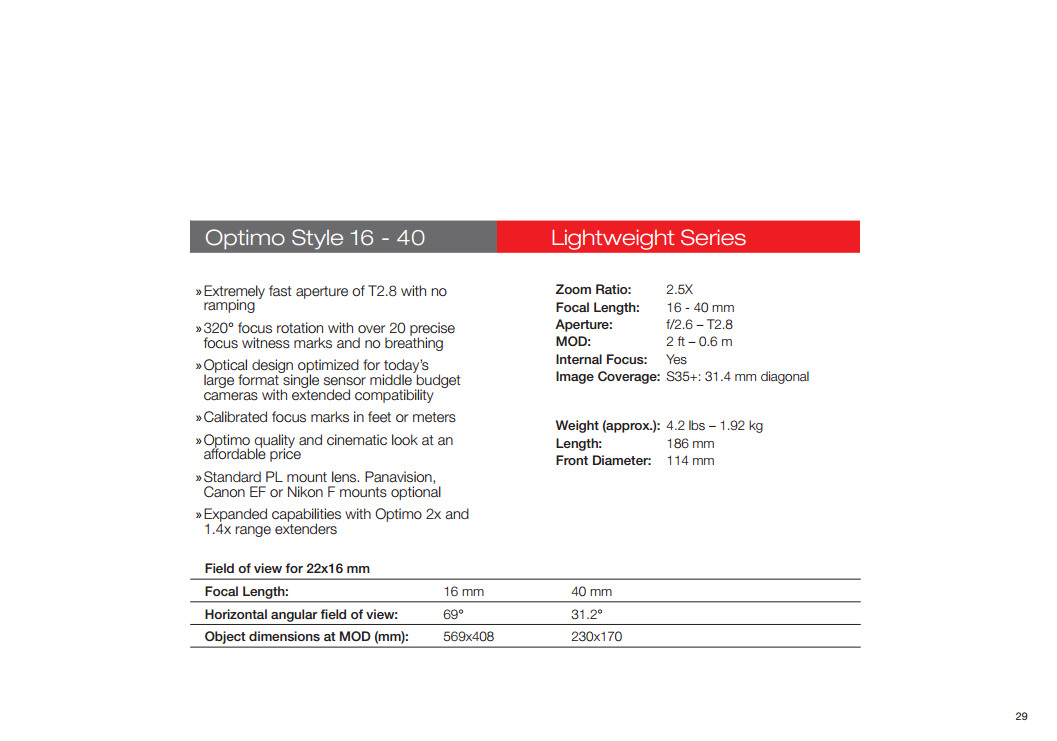 Optimo Style 16 - 40
Lightweight Series
» Extremely fast aperture of T2.8 with no
ramping
» 320° focus rotation with over 20 precise
focus witness marks and no breathing
» Optical design optimized for today's
large format single sensor middle budget
cameras with extended compatibility
» Calibrated focus marks in feet or meters
» Optimo quality and cinematic look at an
affordable price
» Standard PL mount lens. Panavision,
Canon EF or Nikon F mounts optional
» Expanded capabilities with Optimo 2x and
1.4x range extenders
Zoom Ratio: 2.5X
Focal Length: 16 - 40 mm
Aperture: f/2.6 – T2.8
MOD: 2 ft – 0.6 m
Internal Focus: Yes
Image Coverage: S35+: 31.4 mm diagonal
Weight (approx.): 4.2 lbs – 1.92 kg
Length: 186 mm
Front Diameter: 114 mm
Field of view for 22x16 mm
Focal Length: 16 mm 40 mm
Horizontal angular field of view: 69° 31.2°
Object dimensions at MOD (mm): 569x408 230x170
29